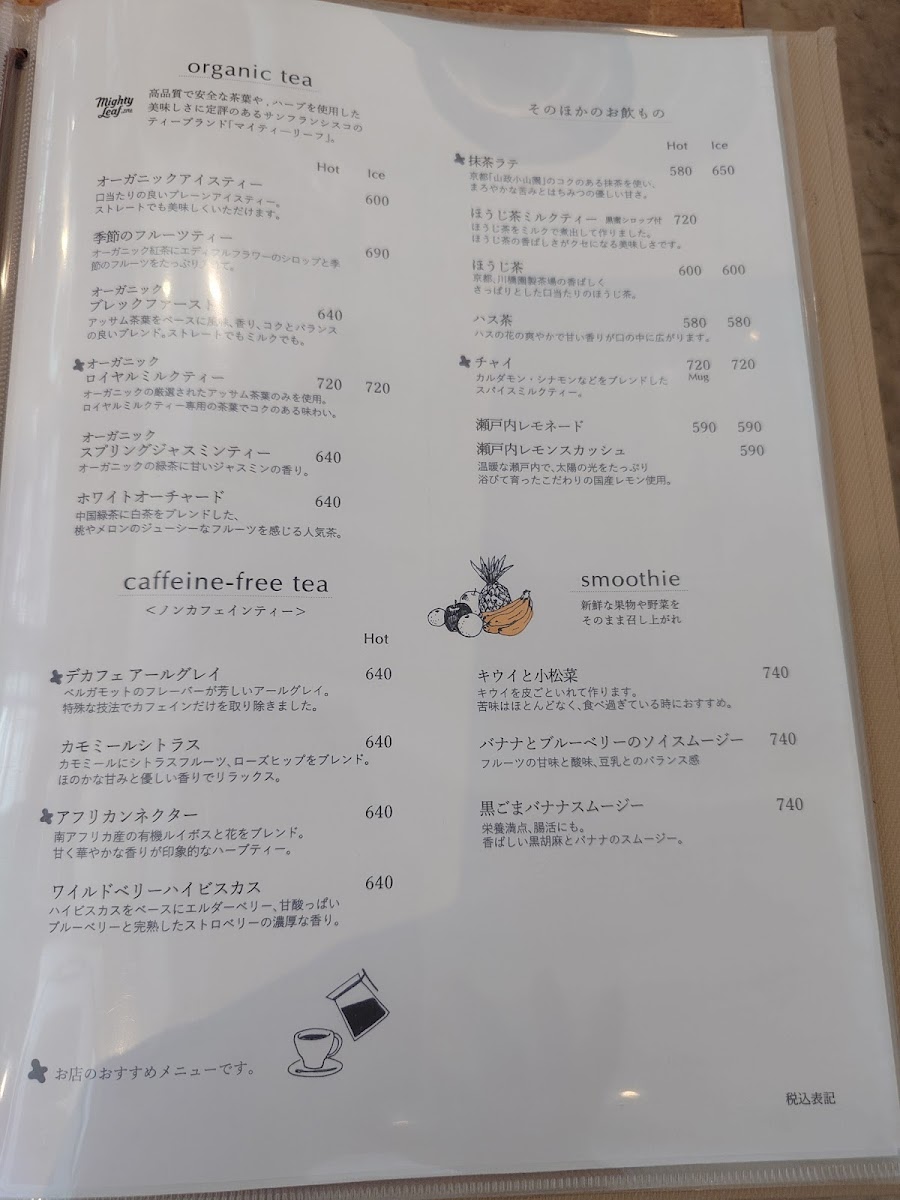 organic tea
Mighty Leaf
高品質で安全な茶葉や、ハーブを使用した
美味しさに定評のあるサンフランシスコの
ティーブランド「マイティーリーフ」。
Hot Ice
オーガニックアイスティー 600
口当たりの良いプレーンアイスティー。
ストレートでも美味しくいただけます。
季節のフルーツティー 690
オーガニック紅茶にエディブルフラワーのシロップと季
節のフルーツをたっぷり
オーガニック
ブレックファースト 640
アッサム茶葉をベースに風味、香り、コクとバランス
の良いブレンド。ストレートでもミルクでも。
オーガニック
ロイヤルミルクティー 720 720
オーガニックの厳選されたアッサム茶葉のみを使用。
ロイヤルミルクティー専用の茶葉でコクのある味わい。
オーガニック
スプリングジャスミンティー 640
オーガニックの緑茶に甘いジャスミンの香り。
ホワイトオーチャード 640
中国緑茶に白茶をブレンドした、
桃やメロンのジューシーなフルーツを感じる人気茶。
caffeine-free tea
<ノンカフェインティー>
Hot
デカフェ アールグレイ 640
ベルガモットのフレーバーが芳しいアールグレイ。
特殊な技法でカフェインだけを取り除きました。
カモミールシトラス 640
カモミールにシトラスフルーツ、ローズヒップをブレンド。
ほのかな甘みと優しい香りでリラックス。
アフリカンネクター 640
南アフリカ産の有機ルイボスと花をブレンド。
甘く華やかな香りが印象的なハーブティー。
ワイルドベリーハイビスカス 640
ハイビスカスをベースにエルダーベリー、甘酸っぱい
ブルーベリーと完熟したストロベリーの濃厚な香り。
お店のおすすめメニューです。
そのほかのお飲もの
Hot Ice
抹茶ラテ 580 650
京都「山政小山園」のコクのある抹茶を使い、
まろやかな苦みとはちみつの優しい甘さ。
ほうじ茶ミルクティー 黒蜜シロップ付 720
ほうじ茶をミルクで煮出して作りました。
ほうじ茶の香ばしさがクセになる美味しさです。
ほうじ茶 600 600
京都、川機園製茶場の香ばしく
さっぱりとした口当たりのほうじ茶。
ハス茶 580 580
ハスの花の爽やかで甘い香りが口の中に広がります。
チャイ 720 720
Mug.
カルダモン・シナモンなどをブレンドした
スパイスミルクティー。
瀬戸内レモネード 590 590
瀬戸内レモンスカッシュ 590
温暖な瀬戸内で、太陽の光をたっぷり
浴びて育ったこだわりの国産レモン使用。
smoothie
新鮮な果物や野菜を
そのまま召し上がれ
キウイと小松菜 740
キウイを皮ごといれて作ります。
苦味はほとんどなく、食べ過ぎている時におすすめ。
バナナとブルーベリーのソイスムージー 740
フルーツの甘味と酸味、豆乳とのバランス感
黒ごまバナナスムージー 740
栄養満点、腸活にも。
香ばしい黒胡麻とバナナのスムージー。
税込表記